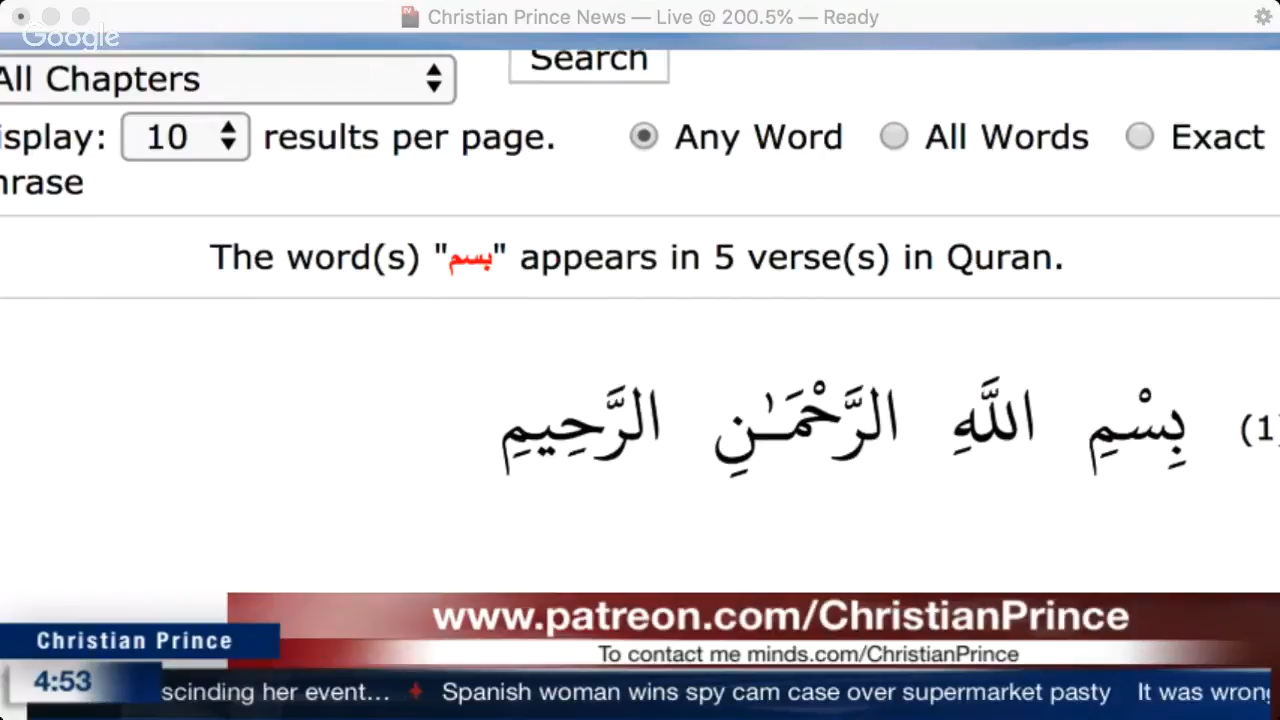 Christian Prince News — Live @ 200.5% — Ready
Google
All Chapters
Search
isplay: 10 results per page. Any Word All Words Exact
hrase
The word(s) "بسم" appears in 5 verse(s) in Quran.
(1) بِسْمِ اللَّهِ الرَّحْمَـٰنِ الرَّحِيمِ
www.patreon.com/ChristianPrince
Christian Prince
To contact me minds.com/ChristianPrince
4:53
scinding her event... Spanish woman wins spy cam case over supermarket pasty It was wrong